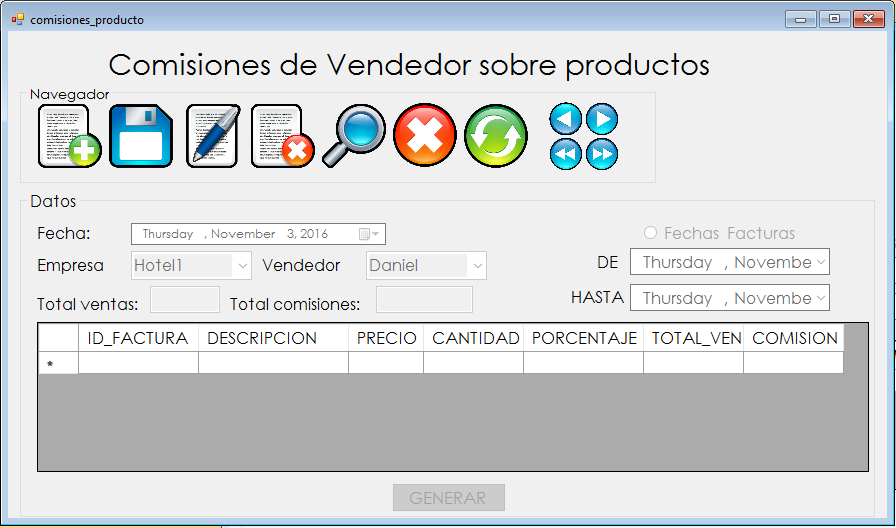 comisiones_producto
Comisiones de Vendedor sobre productos
Navegador
Datos
Fecha: Thursday , November 3, 2016
Fechas Facturas
Empresa Hotel1 Vendedor Daniel
DE Thursday , Novembe
Total ventas: Total comisiones:
HASTA Thursday , Novembe
ID_FACTURA DESCRIPCION PRECIO CANTIDAD PORCENTAJE TOTAL_VEN COMISION
*
GENERAR